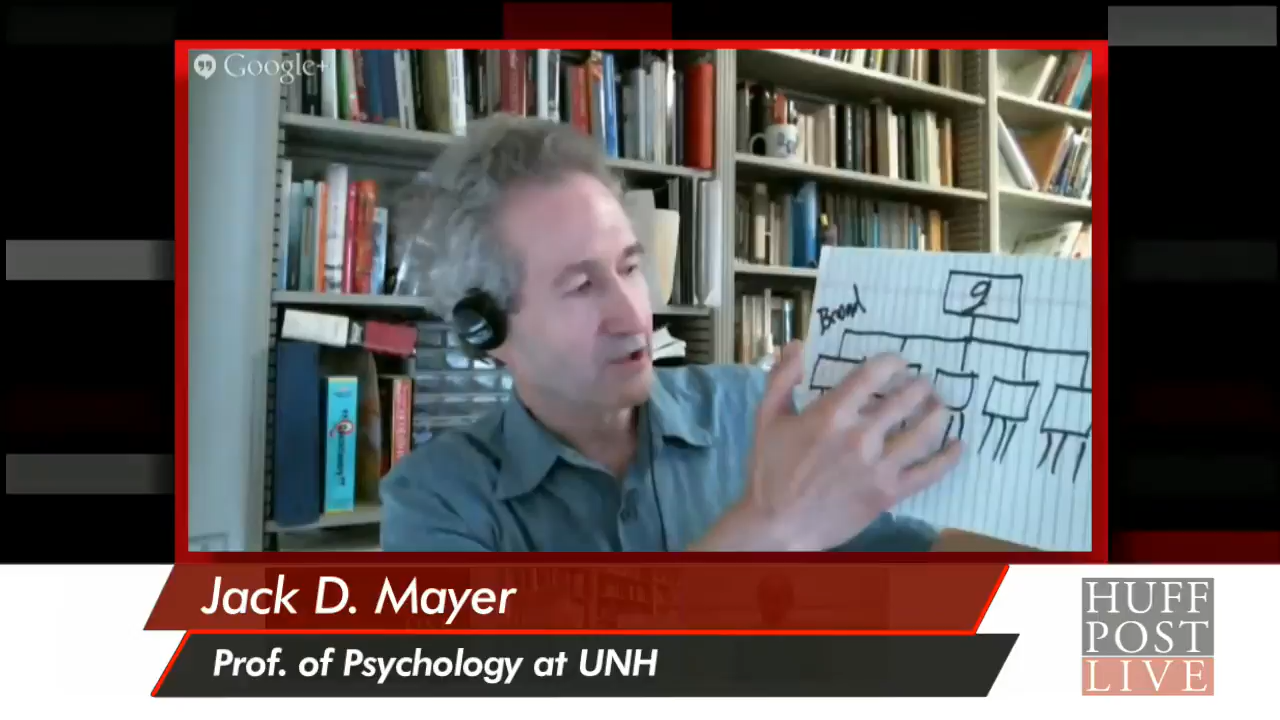 Google+
g
Broad
Jack D. Mayer
Prof. of Psychology at UNH
HUFF
POST
LIVE